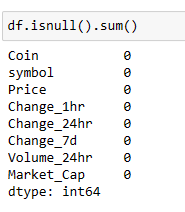 df.isnull().sum()
Coin 0
symbol 0
Price 0
Change_1hr 0
Change_24hr 0
Change_7d 0
Volume_24hr 0
Market_Cap 0
dtype: int64